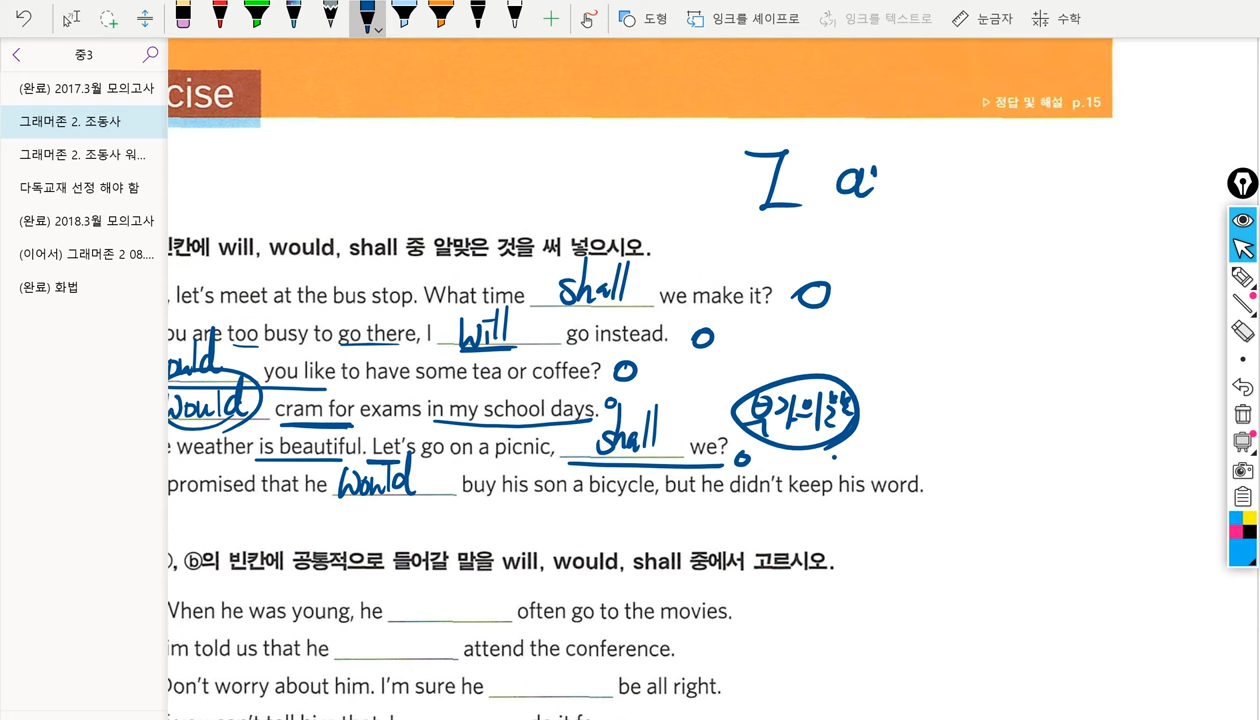 도형
잉크를 셰이프로
잉크를 텍스트로
눈금자
수학
중3
(완료) 2017.3월 모의고사
그래머존 2. 조동사
그래머존 2. 조동사 워...
다독교재 선정 해야 함
(완료) 2018.3월 모의고사
(이어서) 그래머존 2 08....
(완료) 화법
cise
▷ 정답 및 해설 p.15
I a
빈칸에 will, would, shall 중 알맞은 것을 써 넣으시오.
, let's meet at the bus stop. What time shall we make it?
ou are too busy to go there, I will go instead.
ould you like to have some tea or coffee?
would cram for exams in my school days.
e weather is beautiful. Let's go on a picnic, shall we?
promised that he would buy his son a bicycle, but he didn't keep his word.
ⓐ, ⓑ의 빈칸에 공통적으로 들어갈 말을 will, would, shall 중에서 고르시오.
When he was young, he ________ often go to the movies.
im told us that he ________ attend the conference.
Don't worry about him. I'm sure he ________ be all right.